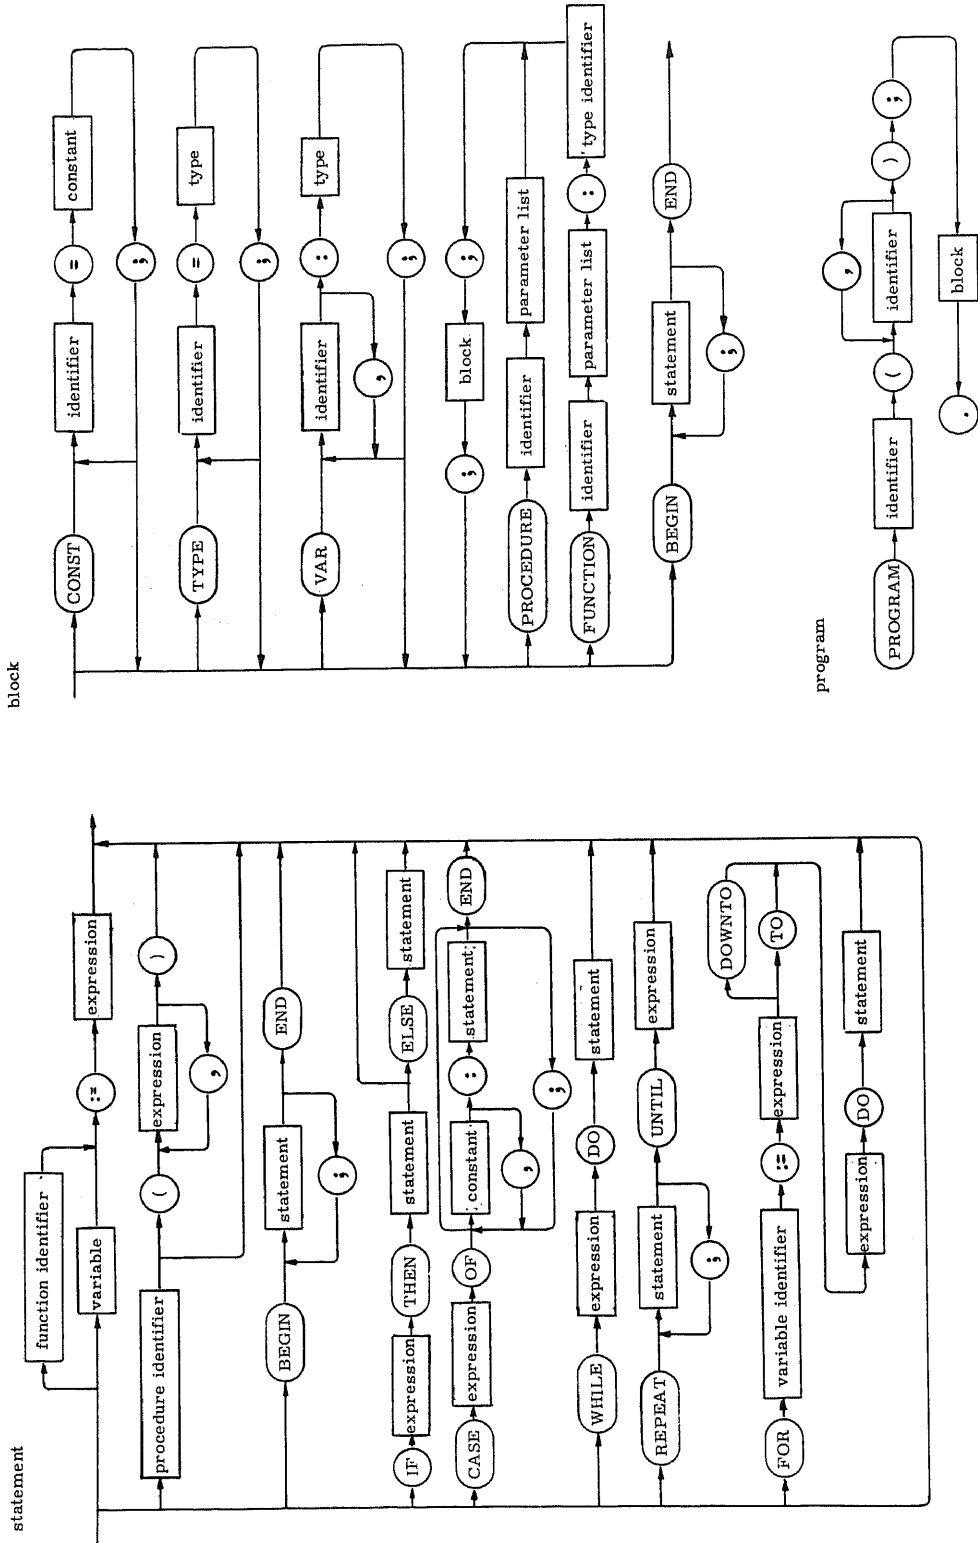 block
CONST identifier = constant
;
TYPE identifier = type
;
VAR identifier : type
,
;
; block ;
PROCEDURE identifier parameter list
FUNCTION identifier parameter list : type identifier
BEGIN statement END
;
program
PROGRAM identifier ( identifier ) ;
,
. block
statement
function identifier
variable := expression
procedure identifier ( expression )
,
BEGIN statement END
;
IF expression THEN statement ELSE statement
CASE expression OF constant : statement END
,
;
WHILE expression DO statement
REPEAT statement UNTIL expression
;
FOR variable identifier := expression TO
DOWNTO
expression DO statement